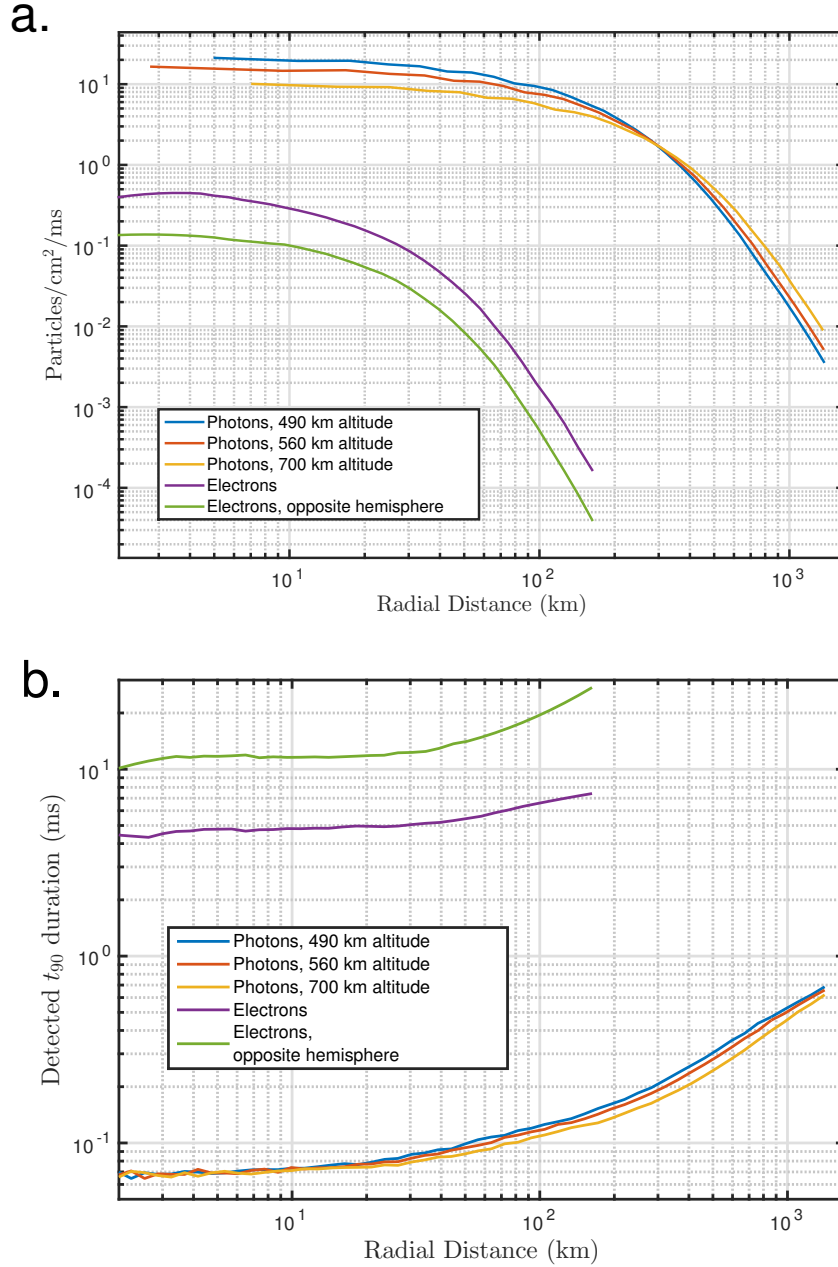 a.
10^1
10^0
10^-1
10^-2
10^-3
10^-4
Particles/cm^2/ms
Photons, 490 km altitude
Photons, 560 km altitude
Photons, 700 km altitude
Electrons
Electrons, opposite hemisphere
10^1
10^2
10^3
Radial Distance (km)
b.
10^1
10^0
10^-1
Detected t_90 duration (ms)
Photons, 490 km altitude
Photons, 560 km altitude
Photons, 700 km altitude
Electrons
Electrons,
opposite hemisphere
10^1
10^2
10^3
Radial Distance (km)